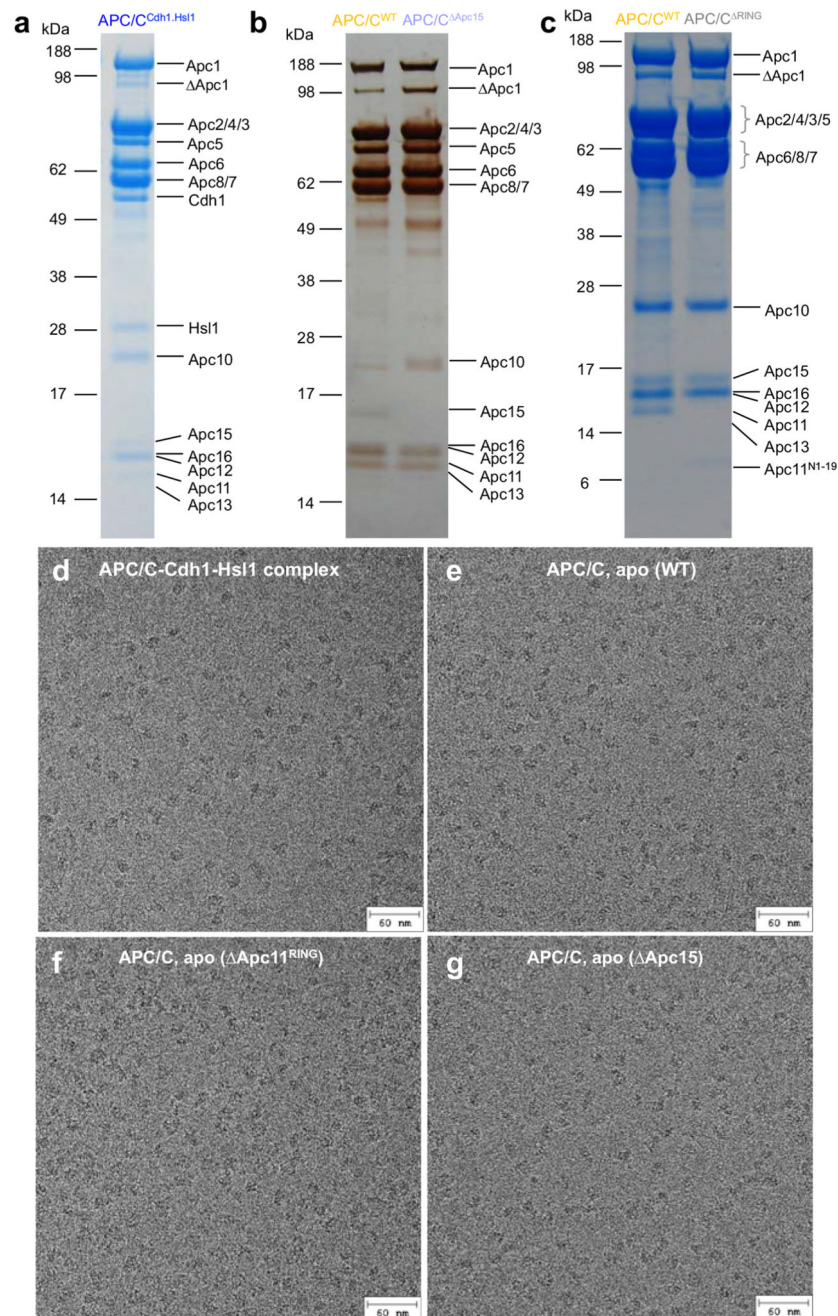 a
kDa
APC/C^Cdh1.Hsl1
188
98
62
49
38
28
17
14
Apc1
ΔApc1
Apc2/4/3
Apc5
Apc6
Apc8/7
Cdh1
Hsl1
Apc10
Apc15
Apc16
Apc12
Apc11
Apc13
b
kDa
APC/C^WT APC/C^ΔApc15
188
98
62
49
38
28
17
14
Apc1
ΔApc1
Apc2/4/3
Apc5
Apc6
Apc8/7
Apc10
Apc15
Apc16
Apc12
Apc11
Apc13
c
kDa
APC/C^WT APC/C^ΔRING
188
98
62
49
28
17
14
6
Apc1
ΔApc1
Apc2/4/3/5
Apc6/8/7
Apc10
Apc15
Apc16
Apc12
Apc11
Apc13
Apc11^N1-19
d APC/C-Cdh1-Hsl1 complex
60 nm
e APC/C, apo (WT)
60 nm
f APC/C, apo (ΔApc11^RING)
60 nm
g APC/C, apo (ΔApc15)
60 nm